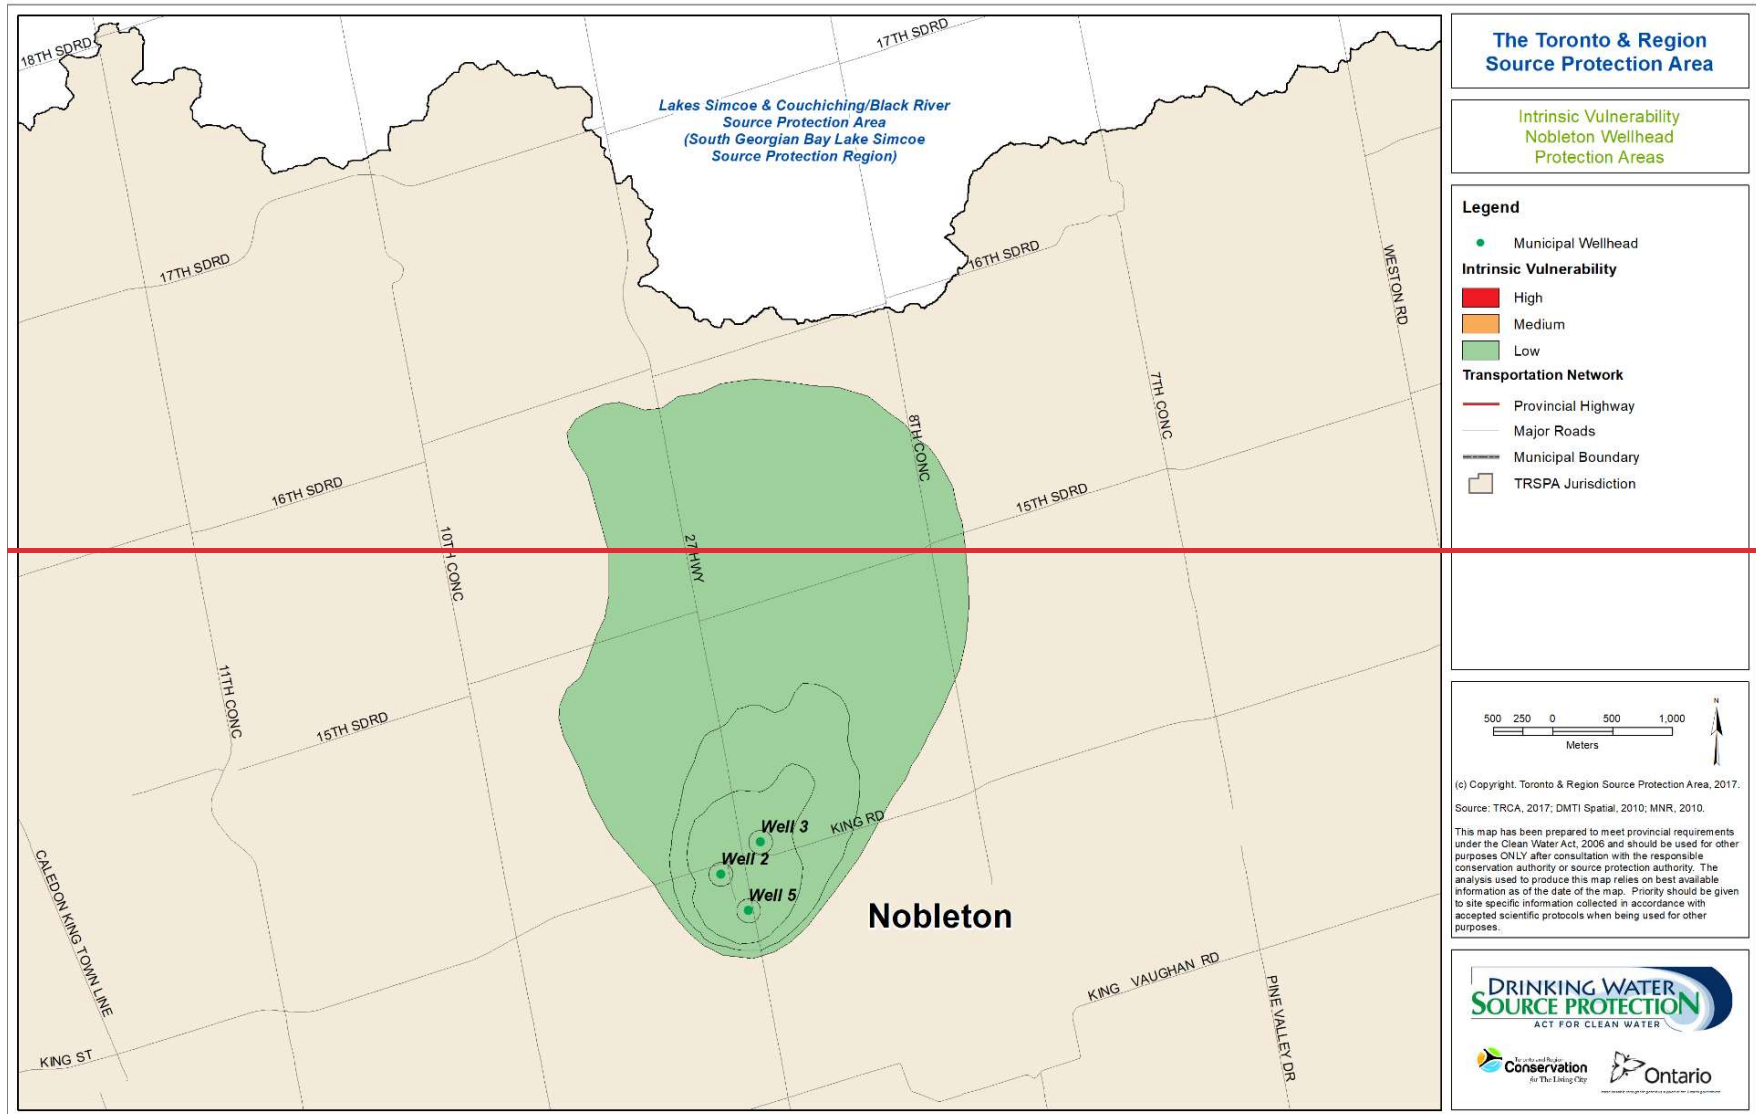 18TH SDRD
17TH SDRD
Lakes Simcoe & Couchiching/Black River
Source Protection Area
(South Georgian Bay Lake Simcoe
Source Protection Region)
17TH SDRD
16TH SDRD
WESTON RD
7TH CONC
8TH CONC
16TH SDRD
15TH SDRD
10TH CONC
27 HWY
11TH CONC
15TH SDRD
Well 3
KING RD
Well 2
Well 5
Nobleton
CALEDON KING TOWN LINE
KING VAUGHAN RD
PINE VALLEY DR
KING ST
The Toronto & Region
Source Protection Area
Intrinsic Vulnerability
Nobleton Wellhead
Protection Areas
Legend
Municipal Wellhead
Intrinsic Vulnerability
High
Medium
Low
Transportation Network
Provincial Highway
Major Roads
Municipal Boundary
TRSPA Jurisdiction
N
500 250 0 500 1,000
Meters
(c) Copyright. Toronto & Region Source Protection Area, 2017.
Source: TRCA, 2017; DMTI Spatial, 2010; MNR, 2010.
This map has been prepared to meet provincial requirements
under the Clean Water Act, 2006 and should be used for other
purposes ONLY after consultation with the responsible
conservation authority or source protection authority. The
analysis used to produce this map relies on best available
information as of the date of the map. Priority should be given
to site specific information collected in accordance with
accepted scientific protocols when being used for other
purposes.
DRINKING WATER
SOURCE PROTECTION
ACT FOR CLEAN WATER
Toronto and Region
Conservation
for The Living City
Ontario